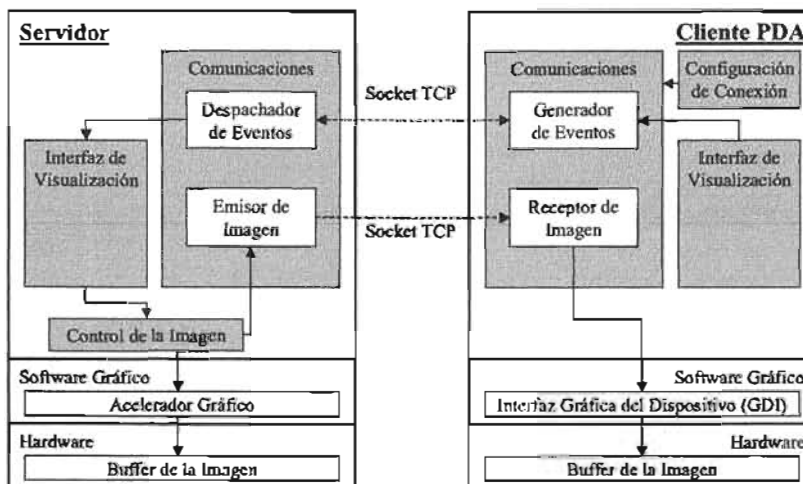 Servidor
Comunicaciones
Despachador
de Eventos
Interfaz de
Visualización
Emisor de
Imagen
Control de la Imagen
Software Gráfico
Acelerador Gráfico
Hardware
Buffer de la Imagen
Socket TCP
Socket TCP
Cliente PDA
Comunicaciones
Configuración
de Conexión
Generador
de Eventos
Interfaz de
Visualización
Receptor de
Imagen
Software Gráfico
Interfaz Gráfica del Dispositivo (GDI)
Hardware
Buffer de la Imagen